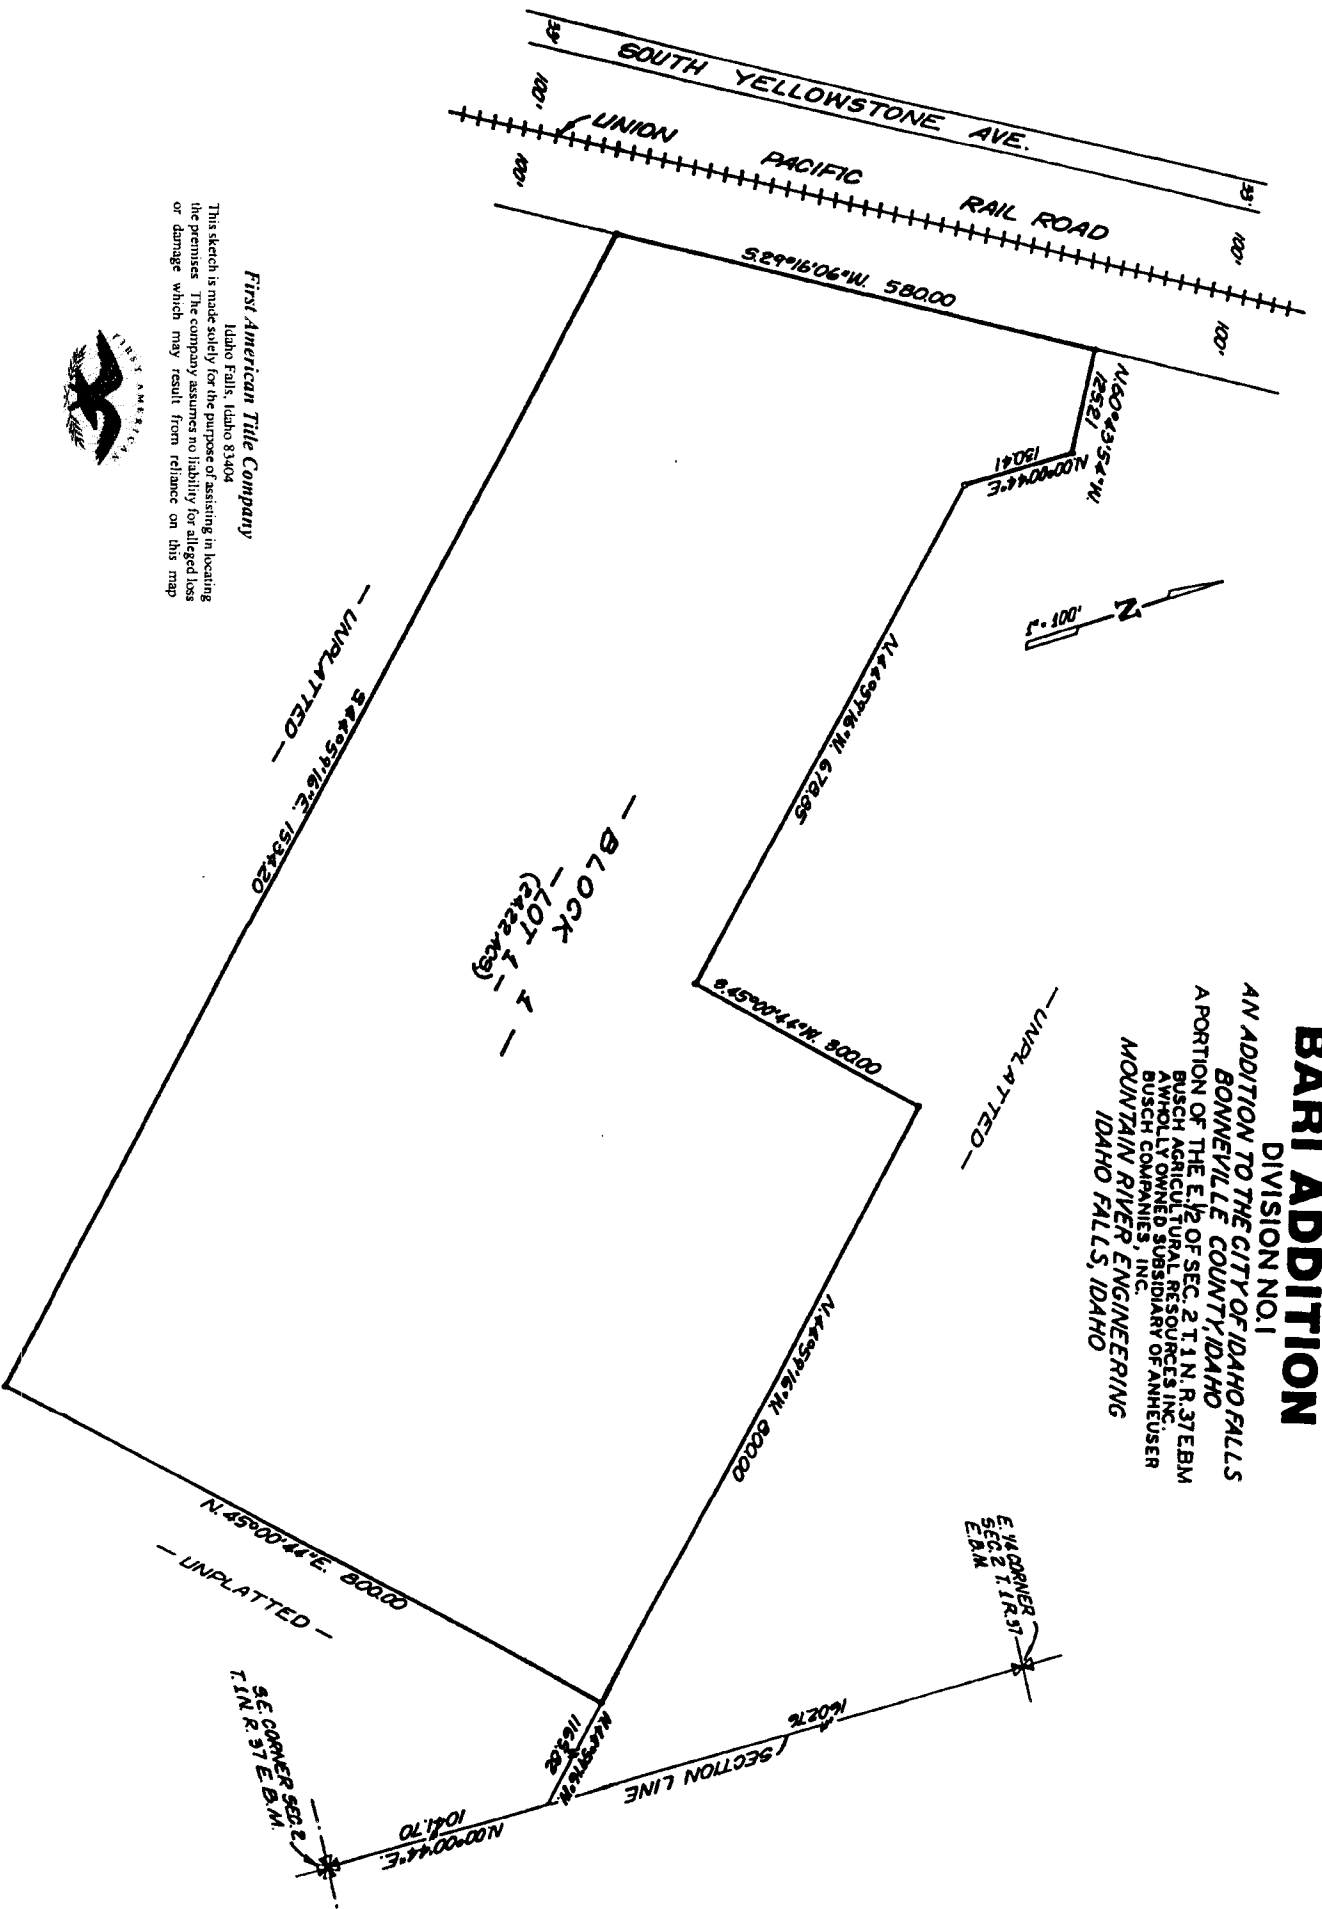 BARI ADDITION
DIVISION NO. 1
AN ADDITION TO THE CITY OF IDAHO FALLS
BONNEVILLE COUNTY, IDAHO
A PORTION OF THE E.1/2 OF SEC. 2 T. 1 N. R. 37 E.B.M
BUSCH AGRICULTURAL RESOURCES INC.
A WHOLLY OWNED SUBSIDIARY OF ANHEUSER
BUSCH COMPANIES, INC.
MOUNTAIN RIVER ENGINEERING
IDAHO FALLS, IDAHO
33'
SOUTH YELLOWSTONE AVE.
33'
100'
UNION PACIFIC RAIL ROAD
100'
100'
100'
S.29°16'06"W. 580.00
N.60°43'54"W.
125.21
N.00°00'44"E.
130.41
N
1" = 100'
N.44°59'16"W. 678.85
— UNPLATTED —
S.45°00'44"W. 300.00
N.44°59'16"W. 800.00
— BLOCK 1 —
— LOT 1 —
(24.22 ACS)
— UNPLATTED —
S.44°59'16"E. 1534.20
N.45°00'44"E. 800.00
— UNPLATTED —
E. 1/4 CORNER
SEC. 2 T. 1 R. 37
E.B.M
1602.76
SECTION LINE
N.44°59'16"W.
1163.82
N.00°00'44"E.
1041.70
S.E. CORNER SEC. 2
T. 1 N. R. 37 E. B.M.
First American Title Company
Idaho Falls, Idaho 83404
This sketch is made solely for the purpose of assisting in locating
the premises The company assumes no liability for alleged loss
or damage which may result from reliance on this map
FIRST AMERICAN